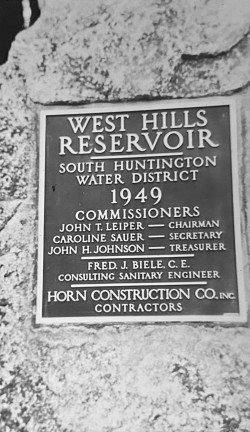 WEST HILLS
RESERVOIR
SOUTH HUNTINGTON
WATER DISTRICT
1949
COMMISSIONERS
JOHN T. LEIPER — CHAIRMAN
CAROLINE SAUER — SECRETARY
JOHN H. JOHNSON — TREASURER
FRED. J. BIELE, C.E.
CONSULTING SANITARY ENGINEER
HORN CONSTRUCTION CO., INC.
CONTRACTORS